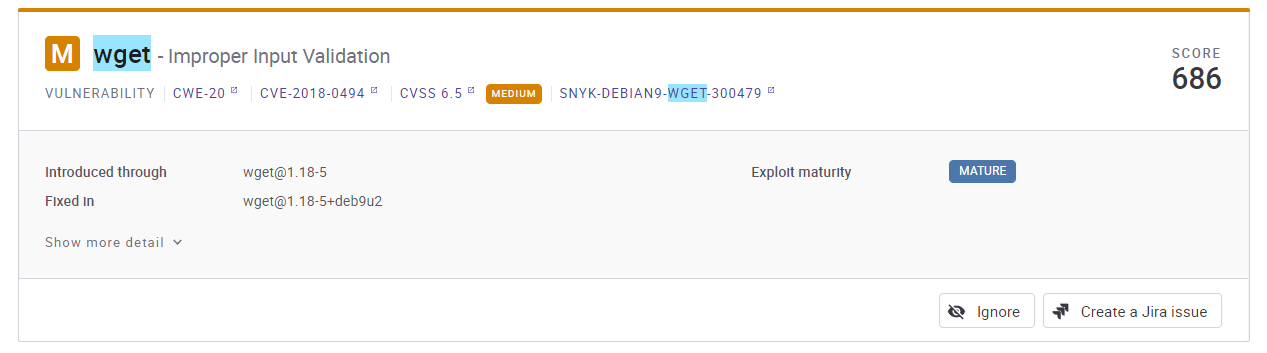 M wget - Improper Input Validation
SCORE
686
VULNERABILITY CWE-20 CVE-2018-0494 CVSS 6.5 MEDIUM SNYK-DEBIAN9-WGET-300479
Introduced through wget@1.18-5 Exploit maturity MATURE
Fixed in wget@1.18-5+deb9u2
Show more detail
Ignore Create a Jira issue